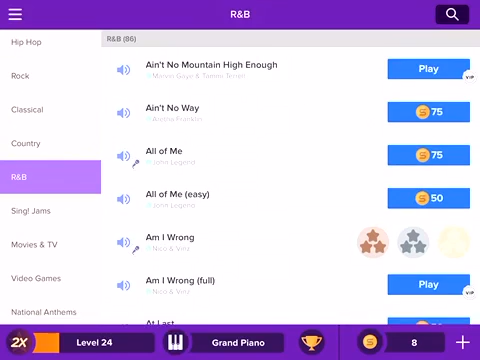 R&B
Hip Hop
Rock
Classical
Country
R&B
Sing! Jams
Movies & TV
Video Games
National Anthems
R&B (86)
Ain't No Mountain High Enough
Marvin Gaye & Tammi Terrell
Play
VIP
Ain't No Way
Aretha Franklin
75
All of Me
John Legend
75
All of Me (easy)
John Legend
50
Am I Wrong
Nico & Vinz
Am I Wrong (full)
Nico & Vinz
Play
VIP
At Last
2X
Level 24
Grand Piano
8